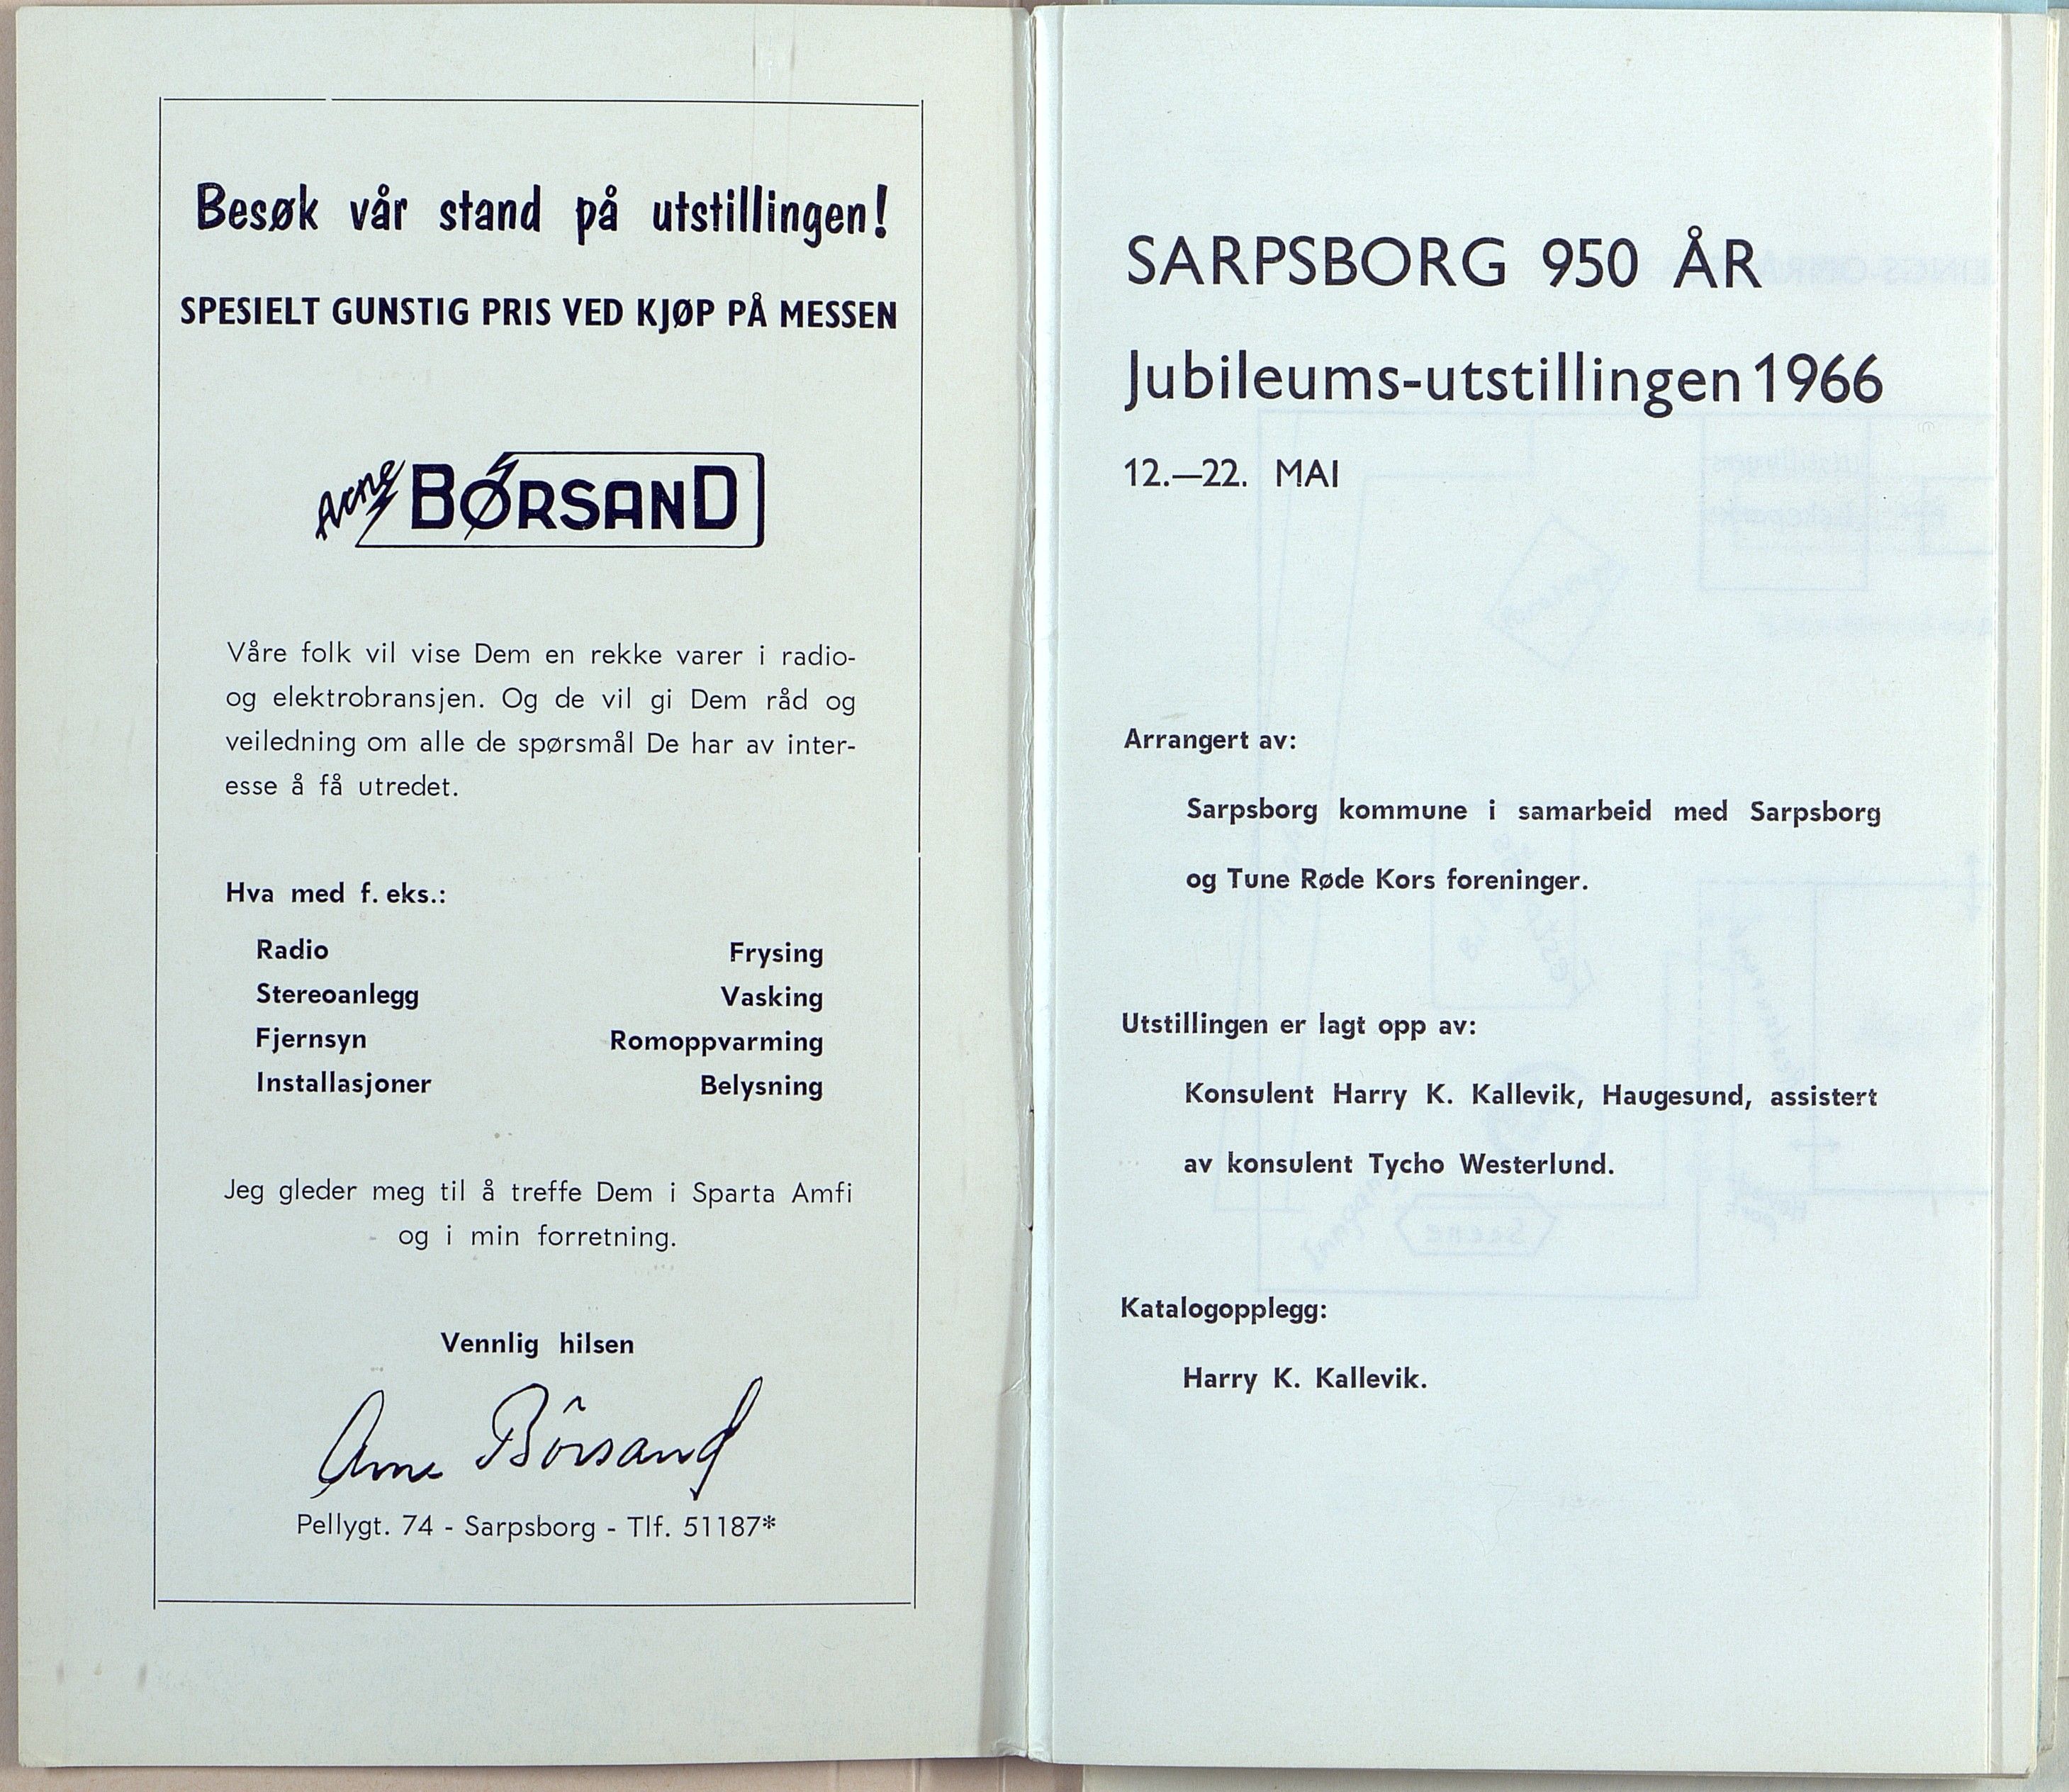 Besøk vår stand på utstillingen!
SPESIELT GUNSTIG PRIS VED KJØP PÅ MESSEN
Arne BØRSAND
Våre folk vil vise Dem en rekke varer i radio-
og elektrobransjen. Og de vil gi Dem råd og
veiledning om alle de spørsmål De har av inter-
esse å få utredet.
Hva med f. eks.:
Radio Frysing
Stereoanlegg Vasking
Fjernsyn Romoppvarming
Installasjoner Belysning
Jeg gleder meg til å treffe Dem i Sparta Amfi
og i min forretning.
Vennlig hilsen
Arne Børsand
Pellygt. 74 - Sarpsborg - Tlf. 51187*
SARPSBORG 950 ÅR
Jubileums-utstillingen 1966
12.—22. MAI
Arrangert av:
Sarpsborg kommune i samarbeid med Sarpsborg
og Tune Røde Kors foreninger.
Utstillingen er lagt opp av:
Konsulent Harry K. Kallevik, Haugesund, assistert
av konsulent Tycho Westerlund.
Katalogopplegg:
Harry K. Kallevik.